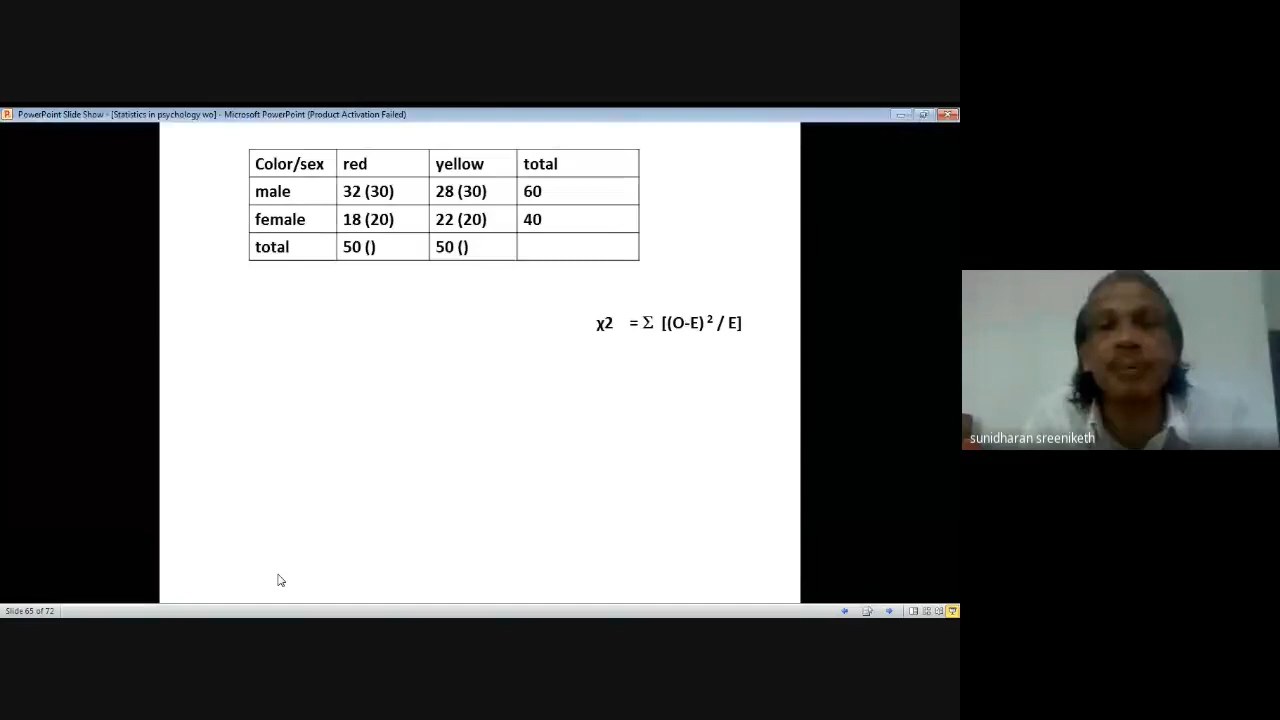 PowerPoint Slide Show - [Statistics in psychology wo] - Microsoft PowerPoint (Product Activation Failed)
Color/sex red yellow total
male 32 (30) 28 (30) 60
female 18 (20) 22 (20) 40
total 50 () 50 ()
χ2 = Σ [(O-E) 2 / E]
sunidharan sreeniketh
Slide 65 of 72